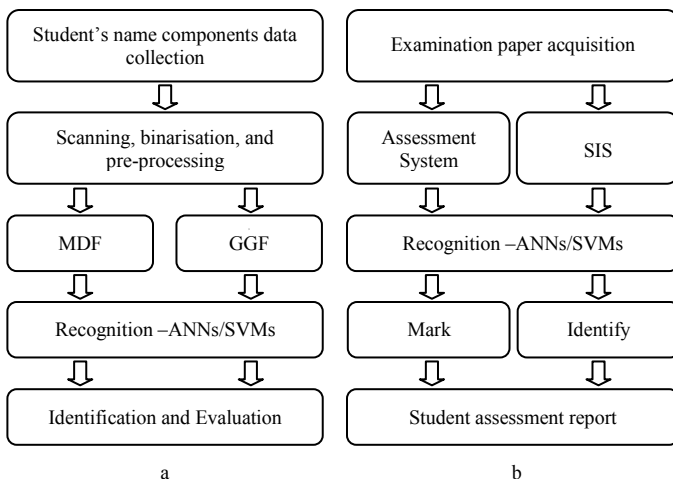 Student’s name components data
collection
Scanning, binarisation, and
pre-processing
MDF
GGF
Recognition –ANNs/SVMs
Identification and Evaluation
a
Examination paper acquisition
Assessment
System
SIS
Recognition –ANNs/SVMs
Mark
Identify
Student assessment report
b